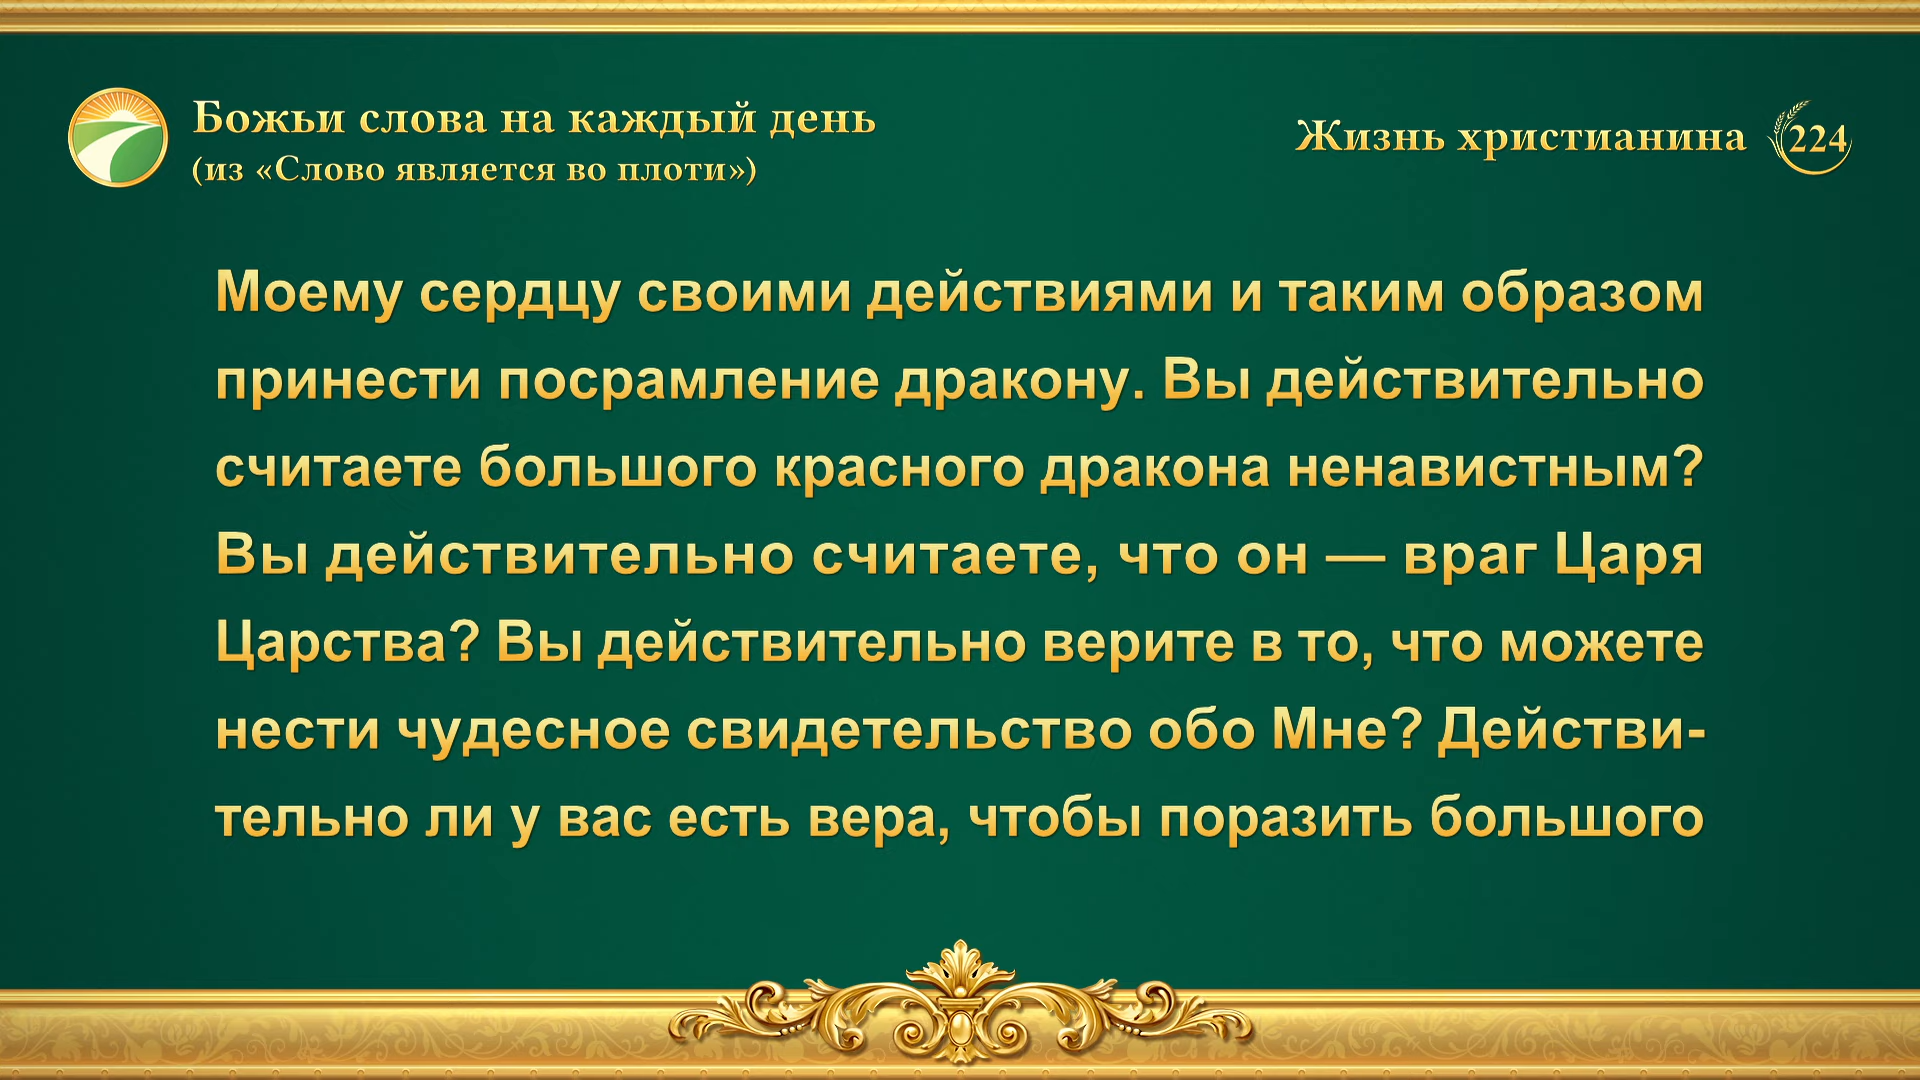 Божьи слова на каждый день
(из «Слово является во плоти»)
Жизнь христианина 224
Моему сердцу своими действиями и таким образом
принести посрамление дракону. Вы действительно
считаете большого красного дракона ненавистным?
Вы действительно считаете, что он — враг Царя
Царства? Вы действительно верите в то, что можете
нести чудесное свидетельство обо Мне? Действи-
тельно ли у вас есть вера, чтобы поразить большого